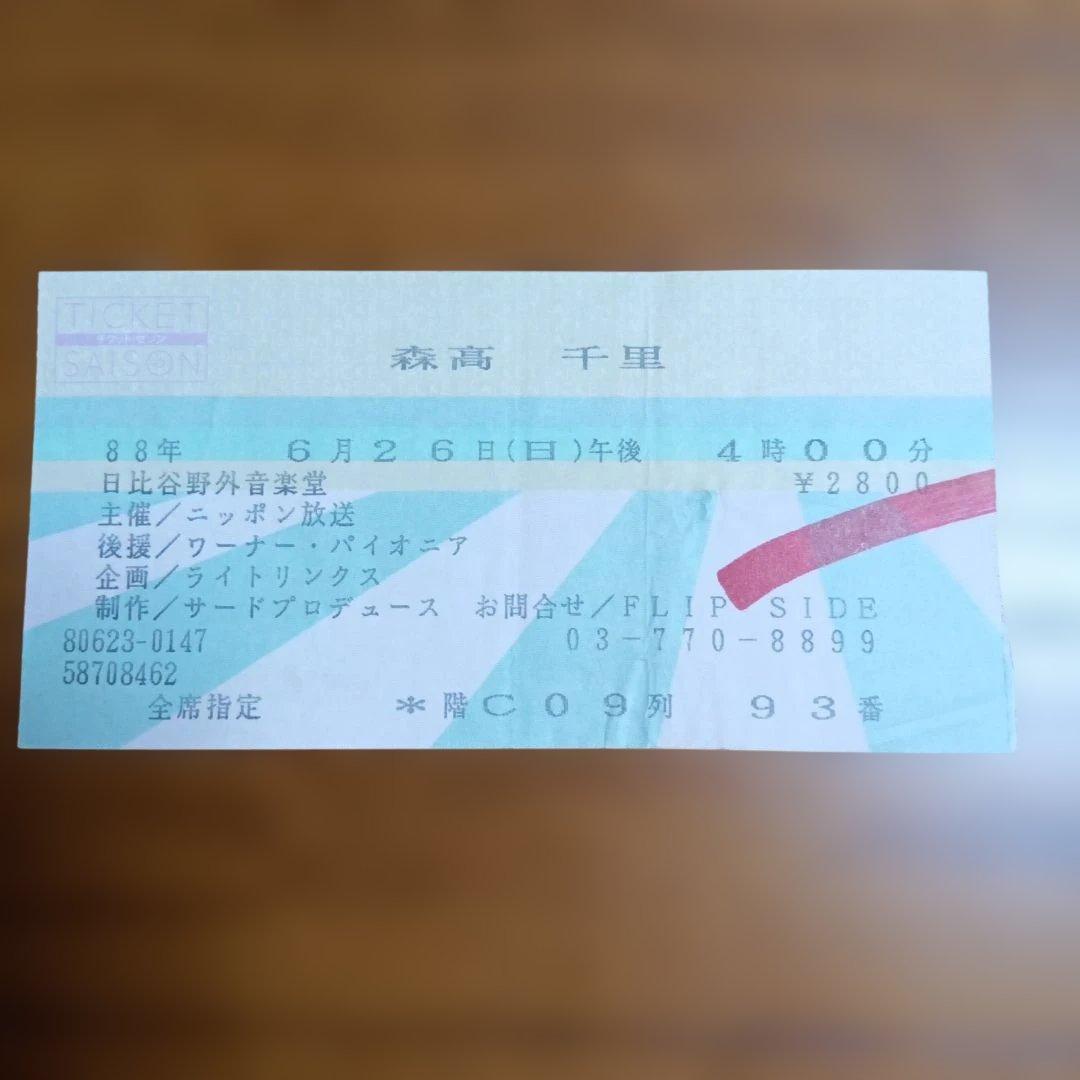 TICKET
チケット・セゾン
SAISON
森高　千里
88年　6月26日(日)午後　4時00分
日比谷野外音楽堂　¥2800
主催／ニッポン放送
後援／ワーナー・パイオニア
企画／ライトリンクス
制作／サードプロデュース　お問合せ／FLIP SIDE
80623-0147　03-770-8899
58708462
全席指定　＊階C09列　93番